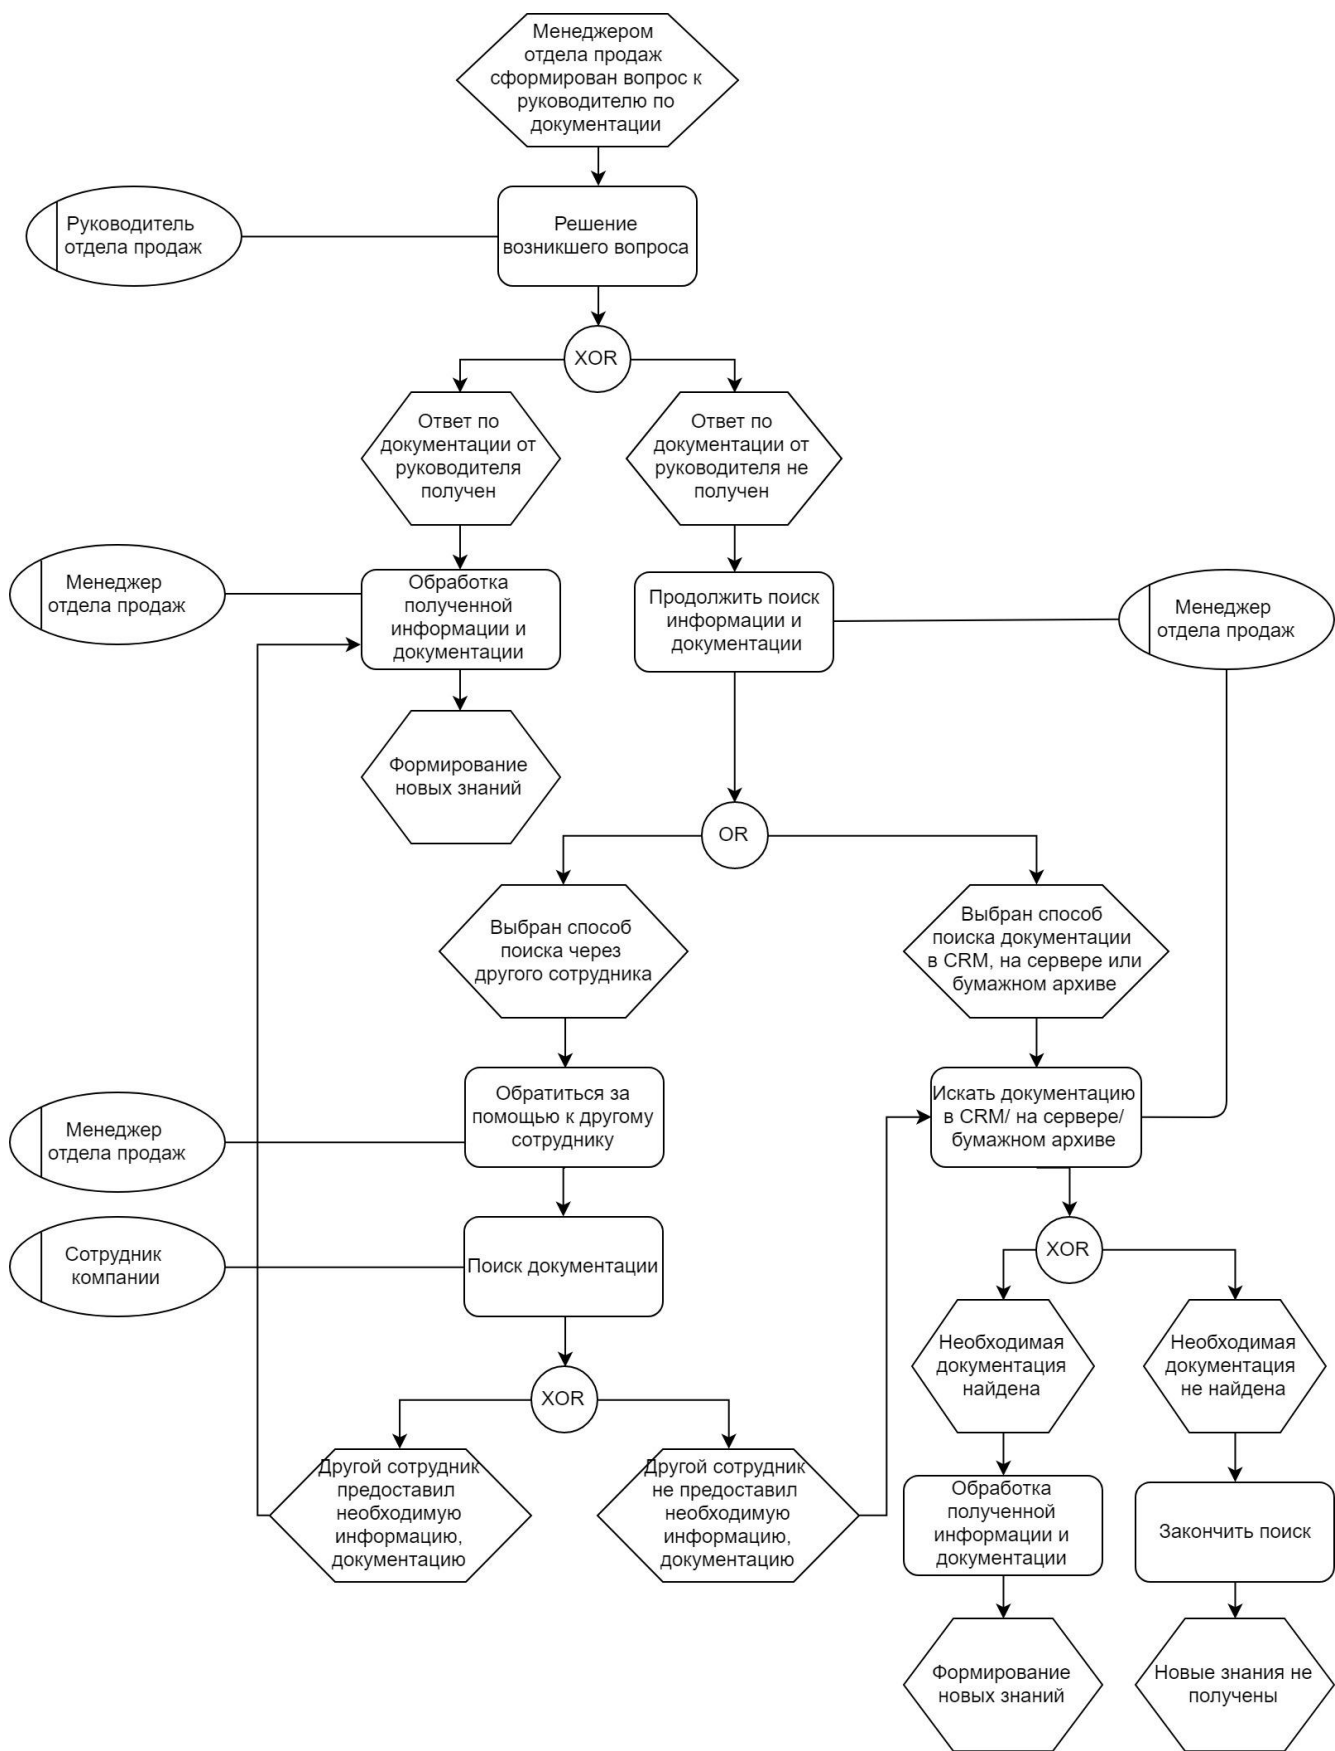 Менеджером
отдела продаж
сформирован вопрос к
руководителю по
документации
Руководитель
отдела продаж
Решение
возникшего вопроса
XOR
Ответ по
документации от
руководителя
получен
Ответ по
документации от
руководителя не
получен
Менеджер
отдела продаж
Обработка
полученной
информации и
документации
Продолжить поиск
информации и
документации
Менеджер
отдела продаж
Формирование
новых знаний
OR
Выбран способ
поиска через
другого сотрудника
Выбран способ
поиска документации
в CRM, на сервере или
бумажном архиве
Менеджер
отдела продаж
Обратиться за
помощью к другому
сотруднику
Искать документацию
в CRM/ на сервере/
бумажном архиве
Сотрудник
компании
Поиск документации
XOR
XOR
Необходимая
документация
найдена
Необходимая
документация
не найдена
Другой сотрудник
предоставил
необходимую
информацию,
документацию
Другой сотрудник
не предоставил
необходимую
информацию,
документацию
Обработка
полученной
информации и
документации
Закончить поиск
Формирование
новых знаний
Новые знания не
получены